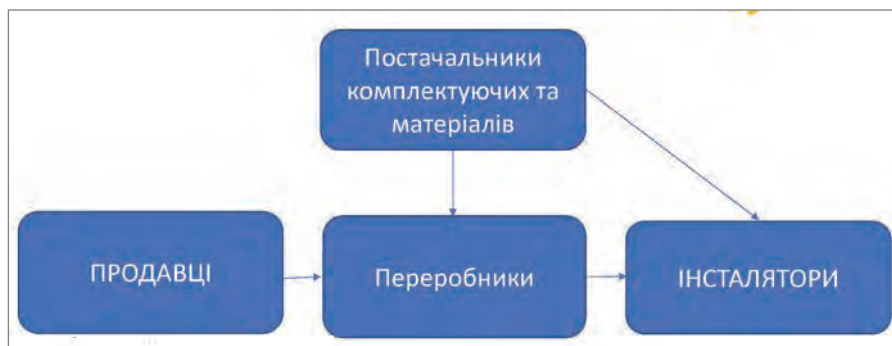 Постачальники
комплектуючих та
матеріалів
ПРОДАВЦІ
Переробники
ІНСТАЛЯТОРИ